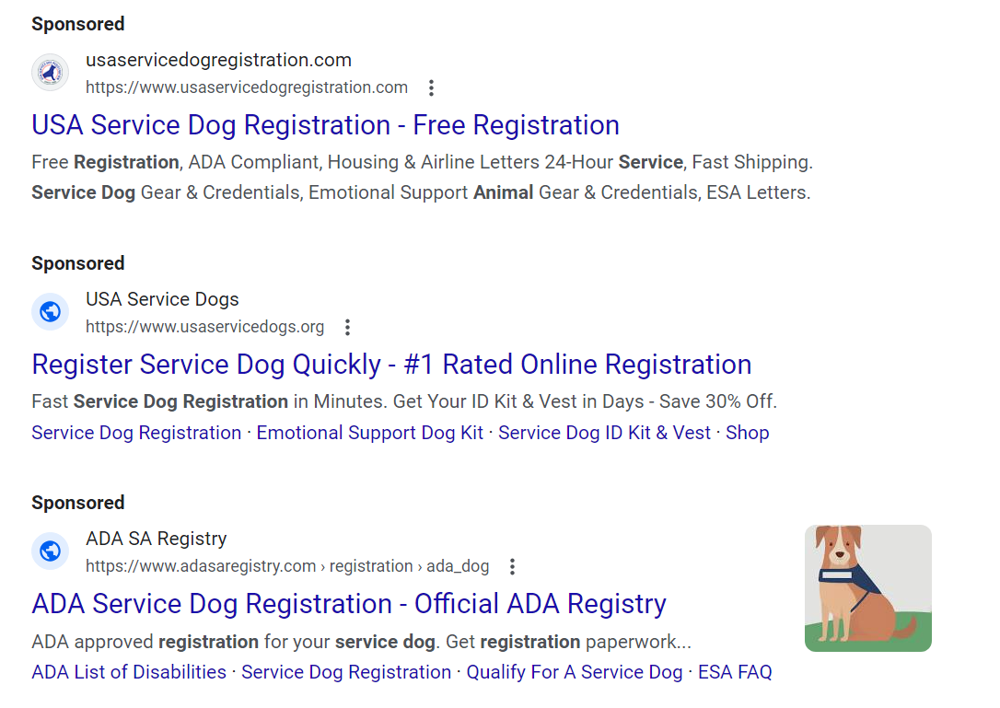 Sponsored
usaservicedogregistration.com
https://www.usaservicedogregistration.com
USA Service Dog Registration - Free Registration
Free Registration, ADA Compliant, Housing & Airline Letters 24-Hour Service, Fast Shipping.
Service Dog Gear & Credentials, Emotional Support Animal Gear & Credentials, ESA Letters.
Sponsored
USA Service Dogs
https://www.usaservicedogs.org
Register Service Dog Quickly - #1 Rated Online Registration
Fast Service Dog Registration in Minutes. Get Your ID Kit & Vest in Days - Save 30% Off.
Service Dog Registration · Emotional Support Dog Kit · Service Dog ID Kit & Vest · Shop
Sponsored
ADA SA Registry
https://www.adasaregistry.com › registration › ada_dog
ADA Service Dog Registration - Official ADA Registry
ADA approved registration for your service dog. Get registration paperwork...
ADA List of Disabilities · Service Dog Registration · Qualify For A Service Dog · ESA FAQ